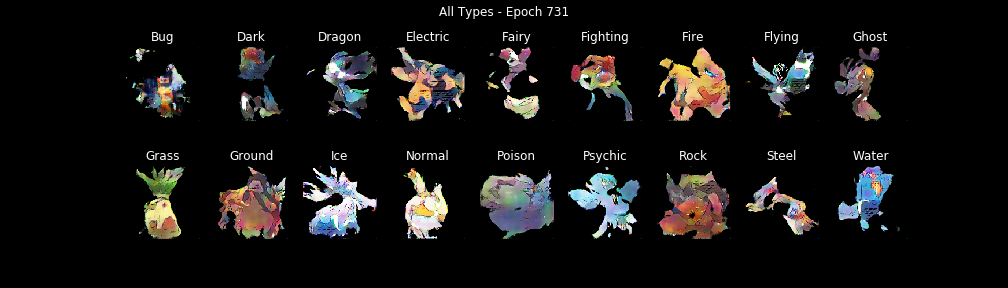 All Types - Epoch 731
Bug Dark Dragon Electric Fairy Fighting Fire Flying Ghost
Grass Ground Ice Normal Poison Psychic Rock Steel Water